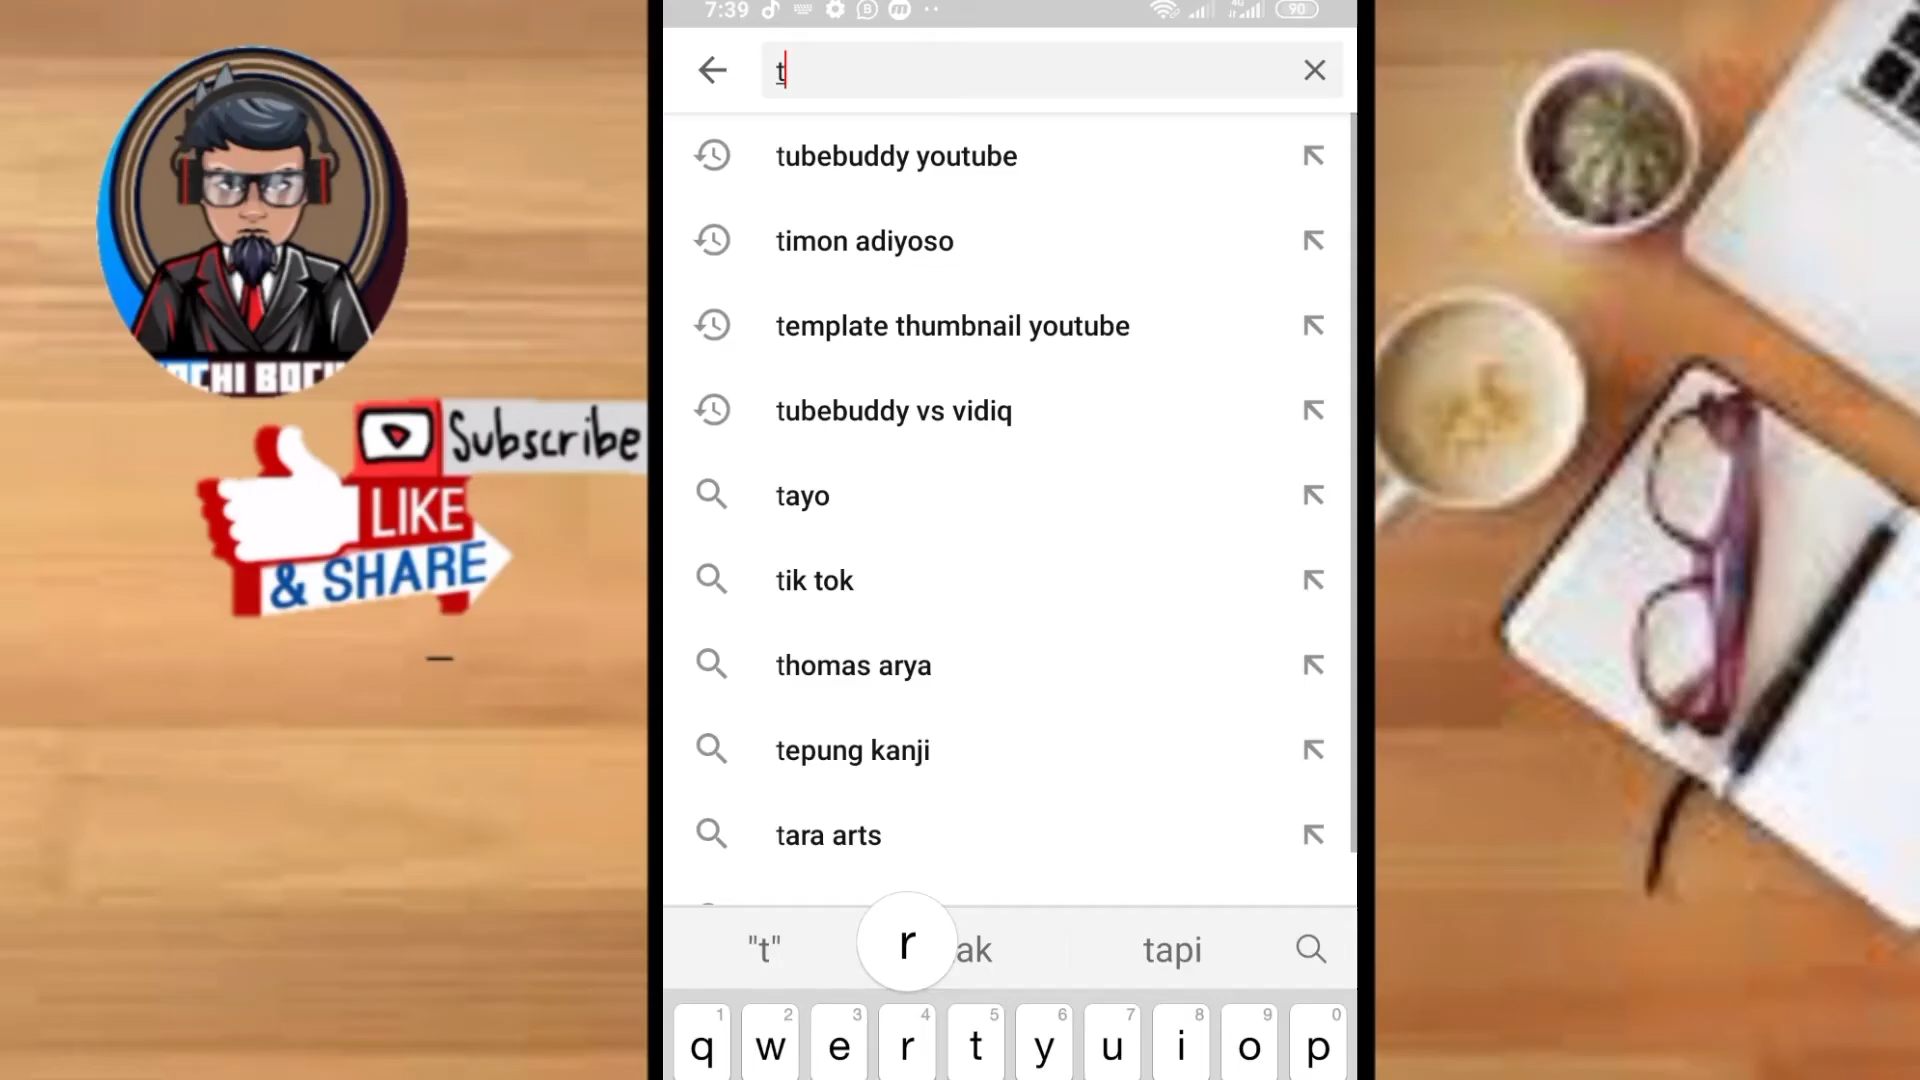 7:39
90
t
tubebuddy youtube
timon adiyoso
template thumbnail youtube
tubebuddy vs vidiq
tayo
tik tok
thomas arya
tepung kanji
tara arts
"t" r ak tapi
1 2 3 4 5 6 7 8 9 0
q w e r t y u i o p
Subscribe
LIKE
& SHARE